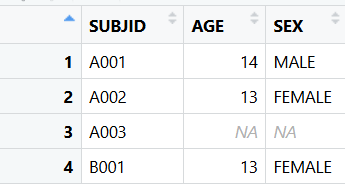 SUBJID AGE SEX
1 A001 14 MALE
2 A002 13 FEMALE
3 A003 NA NA
4 B001 13 FEMALE